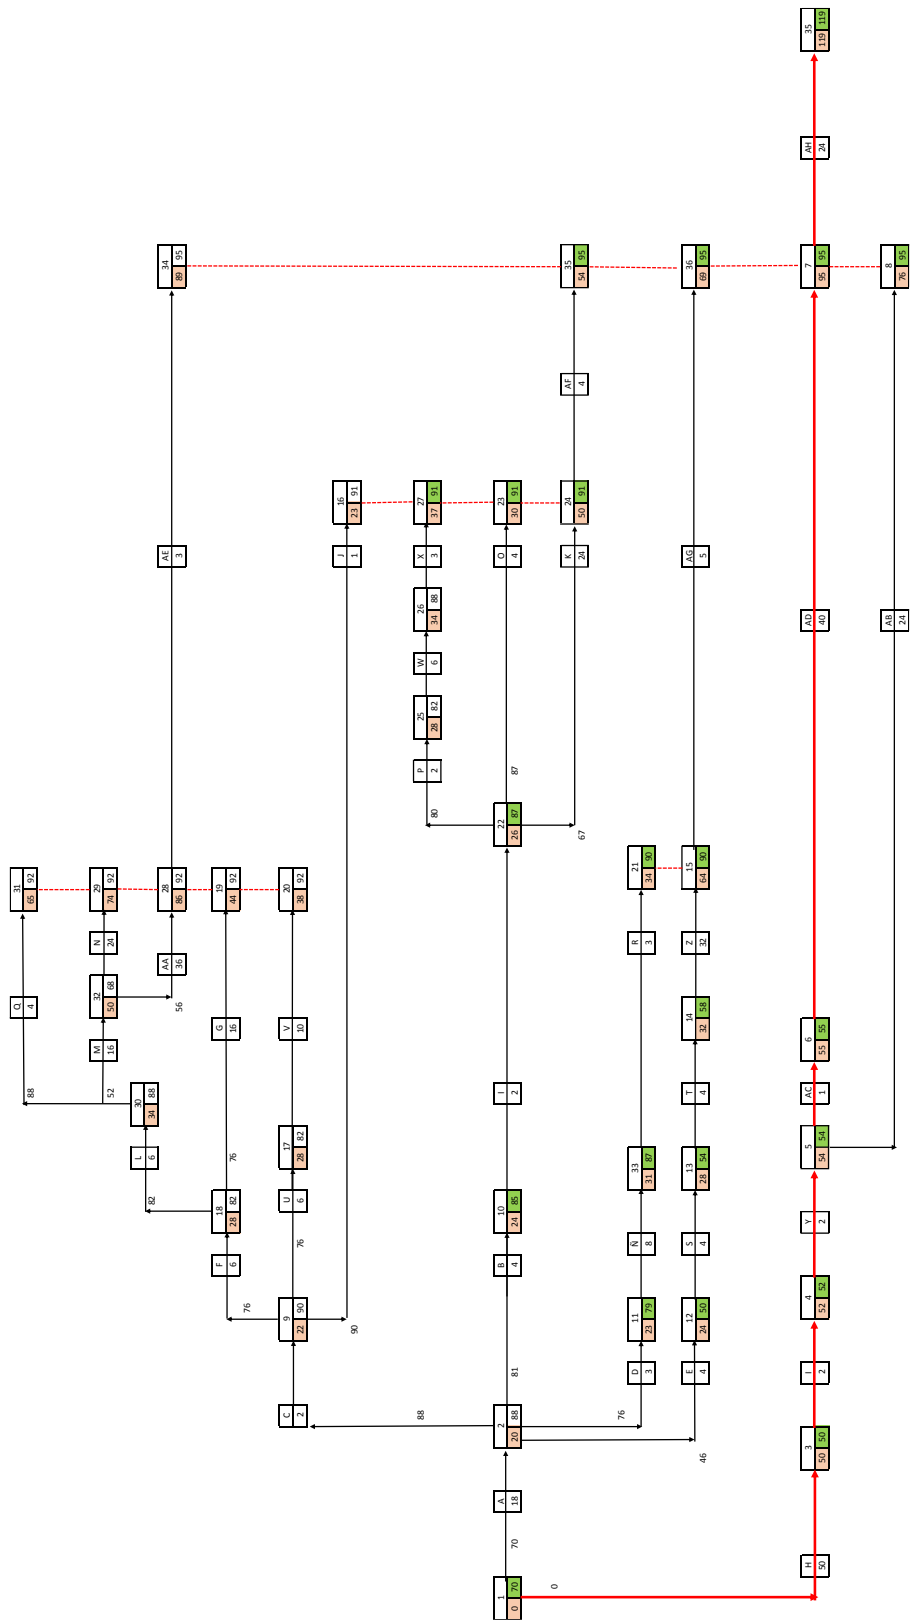 Q 31
88 4 65 92
M 32 N 29
52 16 50 68 24 74 92
L 30 AA 28 AE 34
82 6 34 88 36 86 92 3 89 95
56
F 18 G 19
6 28 82 76 16 44 92
76
C 9 U 17 V 20
2 22 90 76 6 28 82 10 38 92
J 16
90 1 23 91
P 25 W 26 X 27
88 80 2 28 82 6 34 88 3 37 91
1 A 2 B 10 I 22 O 23
0 70 70 18 20 88 81 4 24 85 2 26 87 87 4 30 91
K 24 AF 35
0 67 24 50 91 4 54 95
D 11 Ñ 33 R 21
76 3 23 79 8 31 87 3 34 90
E 12 S 13 T 14 Z 15 AG 36
46 4 24 50 4 28 54 4 32 58 32 64 90 5 69 95
H 3 I 4 Y 5 AC 6 AD 7 AH 35
50 50 50 2 52 52 2 54 54 1 55 55 40 95 95 24 119 119
AB 8
24 76 95